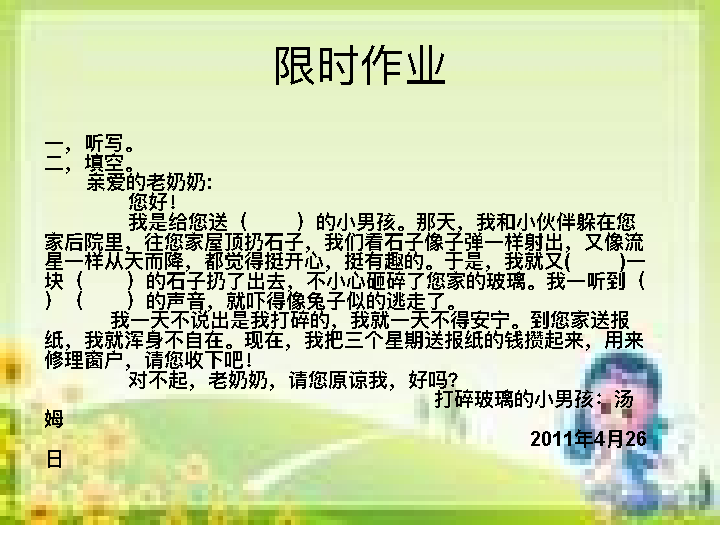 限时作业
一，听写。
二，填空。
亲爱的老奶奶:
您好！
我是给您送（　　）的小男孩。那天，我和小伙伴躲在您
家后院里，往您家屋顶扔石子，我们看石子像子弹一样射出，又像流
星一样从天而降，都觉得挺开心，挺有趣的。于是，我就又(　　)一
块（　　）的石子扔了出去，不小心砸碎了您家的玻璃。我一听到（
）（　　）的声音，就吓得像兔子似的逃走了。
我一天不说出是我打碎的，我就一天不得安宁。到您家送报
纸，我就浑身不自在。现在，我把三个星期送报纸的钱攒起来，用来
修理窗户，请您收下吧！
对不起，老奶奶，请您原谅我，好吗?
打碎玻璃的小男孩：汤
姆
2011年4月26
日